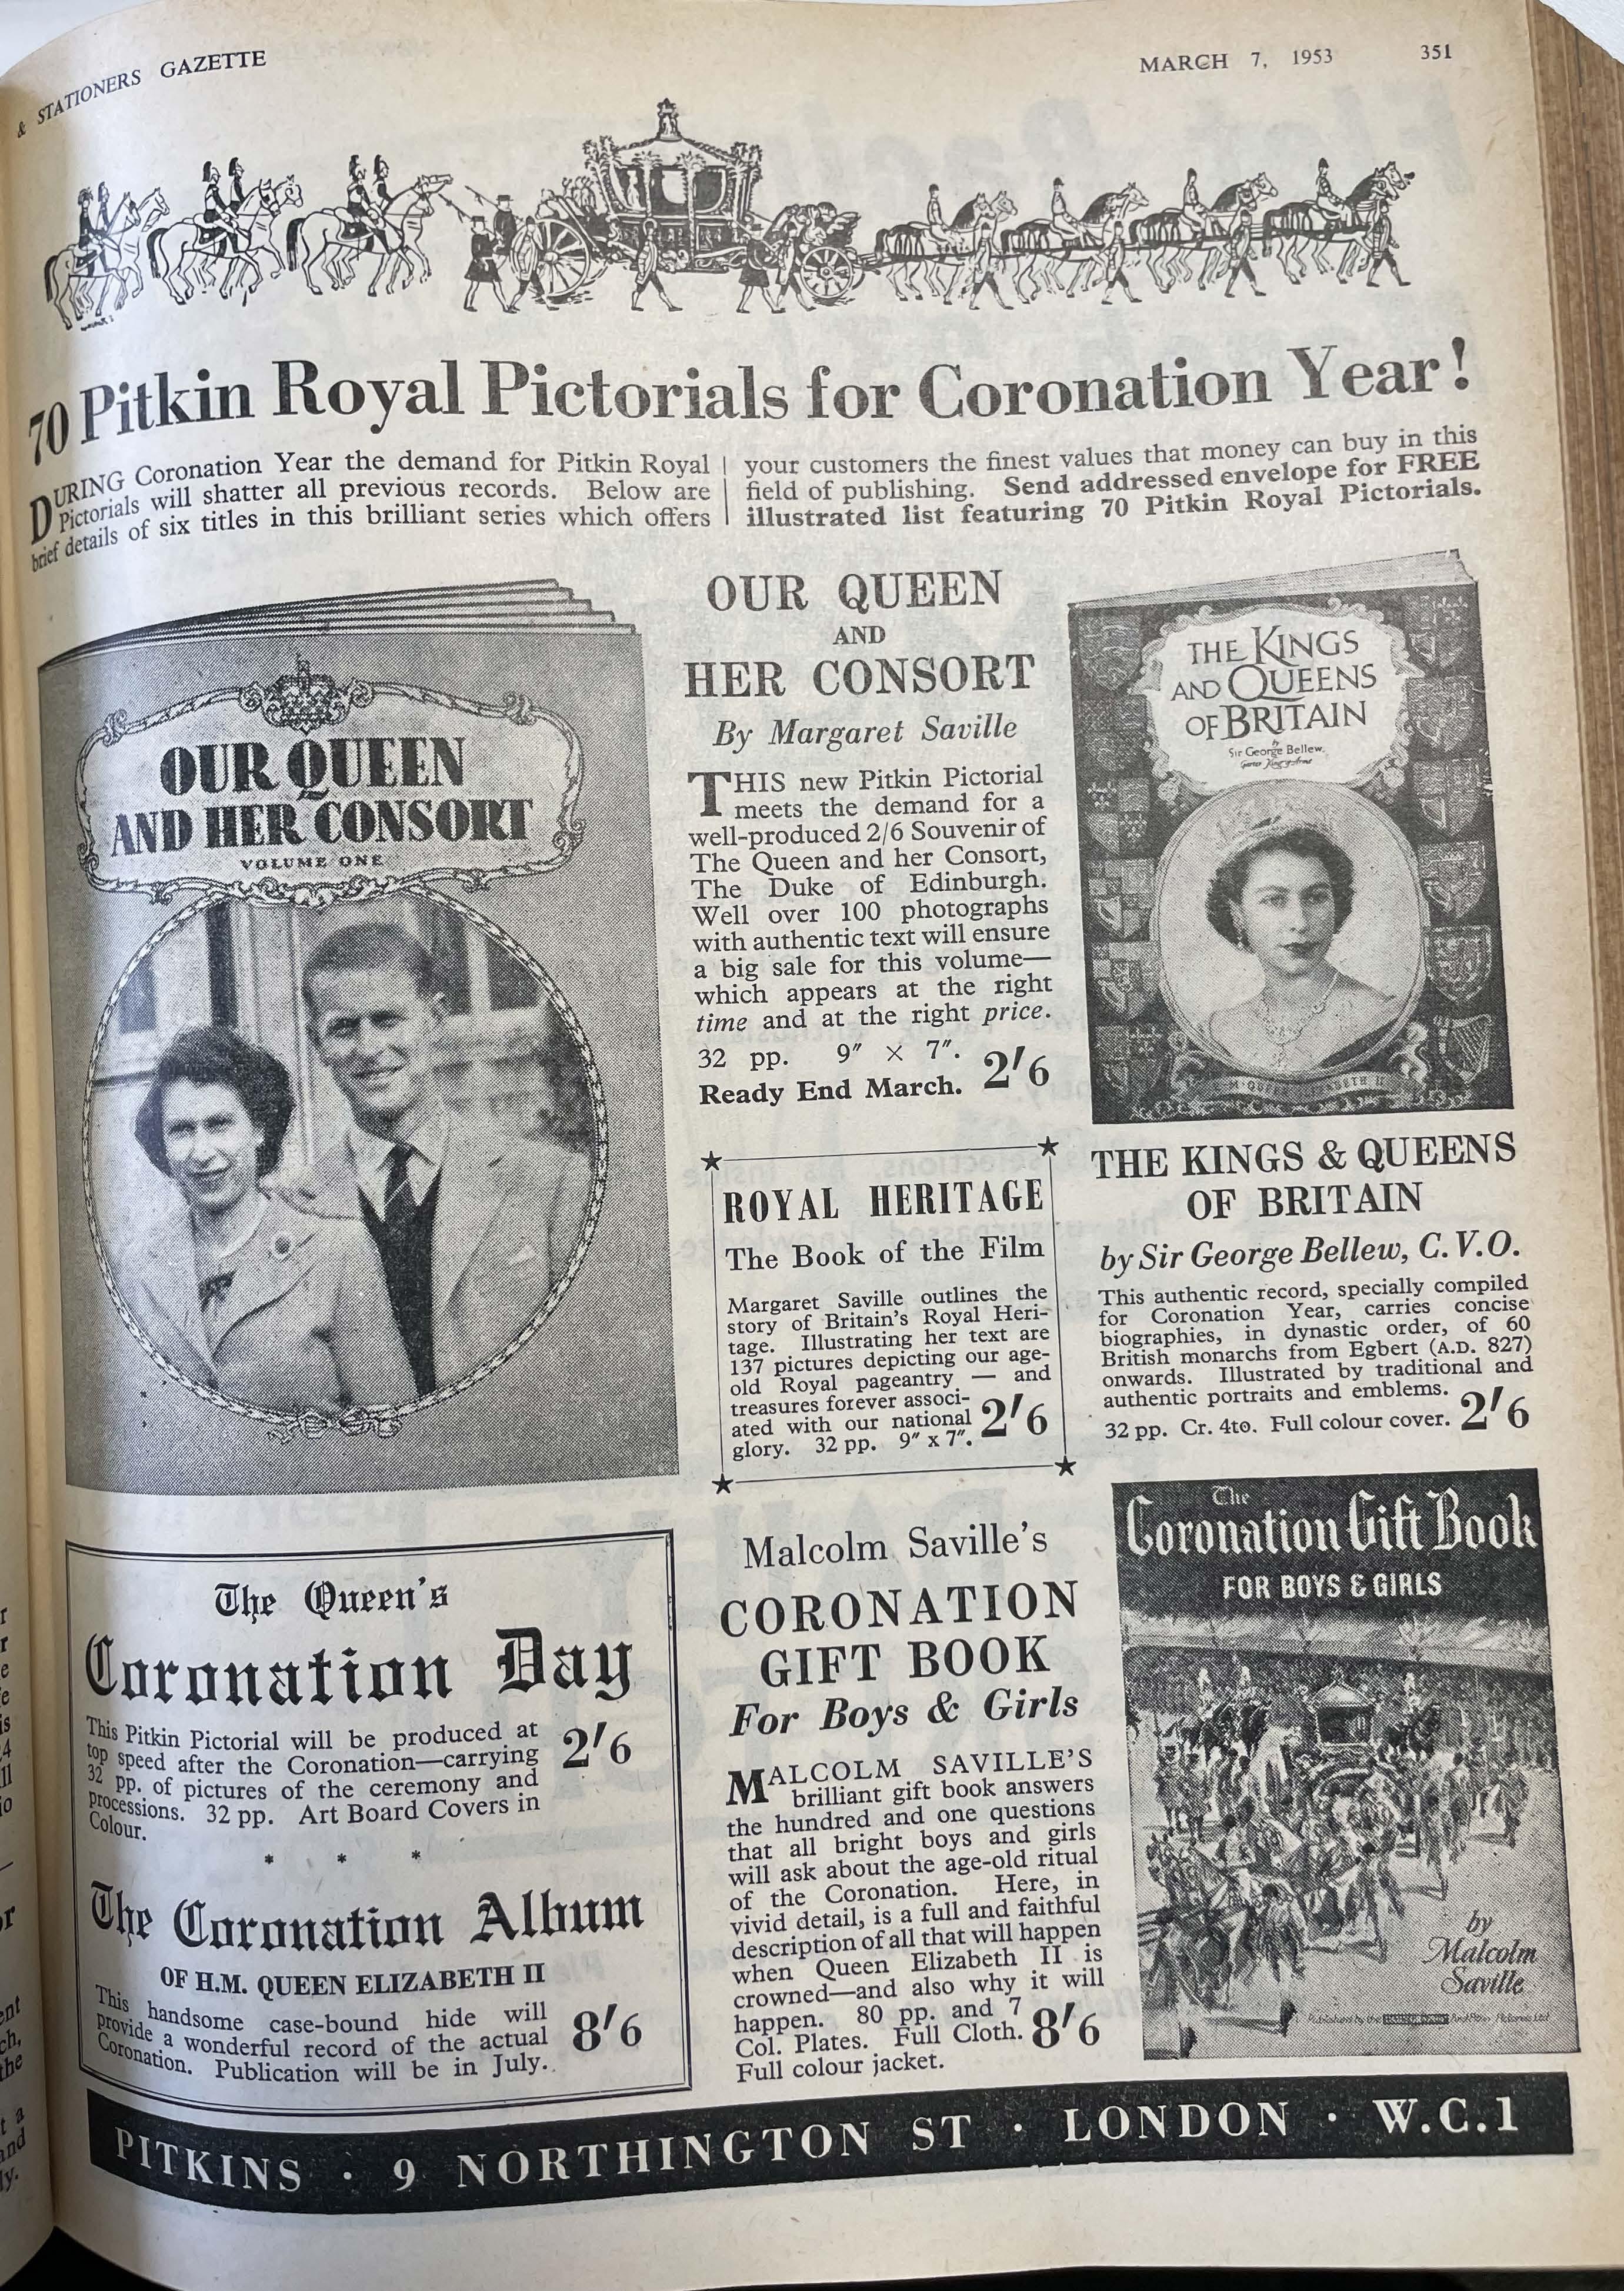 & STATIONERS GAZETTE
MARCH 7, 1953 351
70 Pitkin Royal Pictorials for Coronation Year!
DURING Coronation Year the demand for Pitkin Royal
Pictorials will shatter all previous records. Below are
brief details of six titles in this brilliant series which offers
your customers the finest values that money can buy in this
field of publishing. Send addressed envelope for FREE
illustrated list featuring 70 Pitkin Royal Pictorials.
OUR QUEEN
AND HER CONSORT
VOLUME ONE
OUR QUEEN
AND
HER CONSORT
By Margaret Saville
THIS new Pitkin Pictorial
meets the demand for a
well-produced 2/6 Souvenir of
The Queen and her Consort,
The Duke of Edinburgh.
Well over 100 photographs
with authentic text will ensure
a big sale for this volume—
which appears at the right
time and at the right price.
32 pp. 9" × 7".
Ready End March. 2/6
THE KINGS
AND QUEENS
OF BRITAIN
by
Sir George Bellew,
Garter King of Arms
H.M. QUEEN ELIZABETH II
ROYAL HERITAGE
The Book of the Film
Margaret Saville outlines the
story of Britain's Royal Heri-
tage. Illustrating her text are
137 pictures depicting our age-
old Royal pageantry — and
treasures forever associ-
ated with our national
glory. 32 pp. 9" x 7". 2/6
THE KINGS & QUEENS
OF BRITAIN
by Sir George Bellew, C.V.O.
This authentic record, specially compiled
for Coronation Year, carries concise
biographies, in dynastic order, of 60
British monarchs from Egbert (A.D. 827)
onwards. Illustrated by traditional and
authentic portraits and emblems.
32 pp. Cr. 4to. Full colour cover. 2/6
The Queen's
Coronation Day
This Pitkin Pictorial will be produced at
top speed after the Coronation—carrying
32 pp. of pictures of the ceremony and
processions. 32 pp. Art Board Covers in
Colour.
2/6
* * *
The Coronation Album
OF H.M. QUEEN ELIZABETH II
This handsome case-bound hide will
provide a wonderful record of the actual
Coronation. Publication will be in July.
8/6
Malcolm Saville's
CORONATION
GIFT BOOK
For Boys & Girls
MALCOLM SAVILLE'S
brilliant gift book answers
the hundred and one questions
that all bright boys and girls
will ask about the age-old ritual
of the Coronation. Here, in
vivid detail, is a full and faithful
description of all that will happen
when Queen Elizabeth II is
crowned—and also why it will
happen. 80 pp. and 7
Col. Plates. Full Cloth.
Full colour jacket.
8/6
The
Coronation Gift Book
FOR BOYS & GIRLS
by
Malcolm
Saville
Published by the
PITKINS · 9 NORTHINGTON ST · LONDON · W.C.1